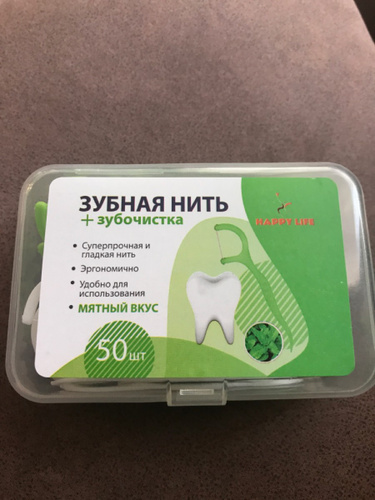 ЗУБНАЯ НИТЬ
+ зубочистка
• Суперпрочная и
гладкая нить
• Эргономично
• Удобно для
использования
• МЯТНЫЙ ВКУС
50 шт
HAPPY LIFE